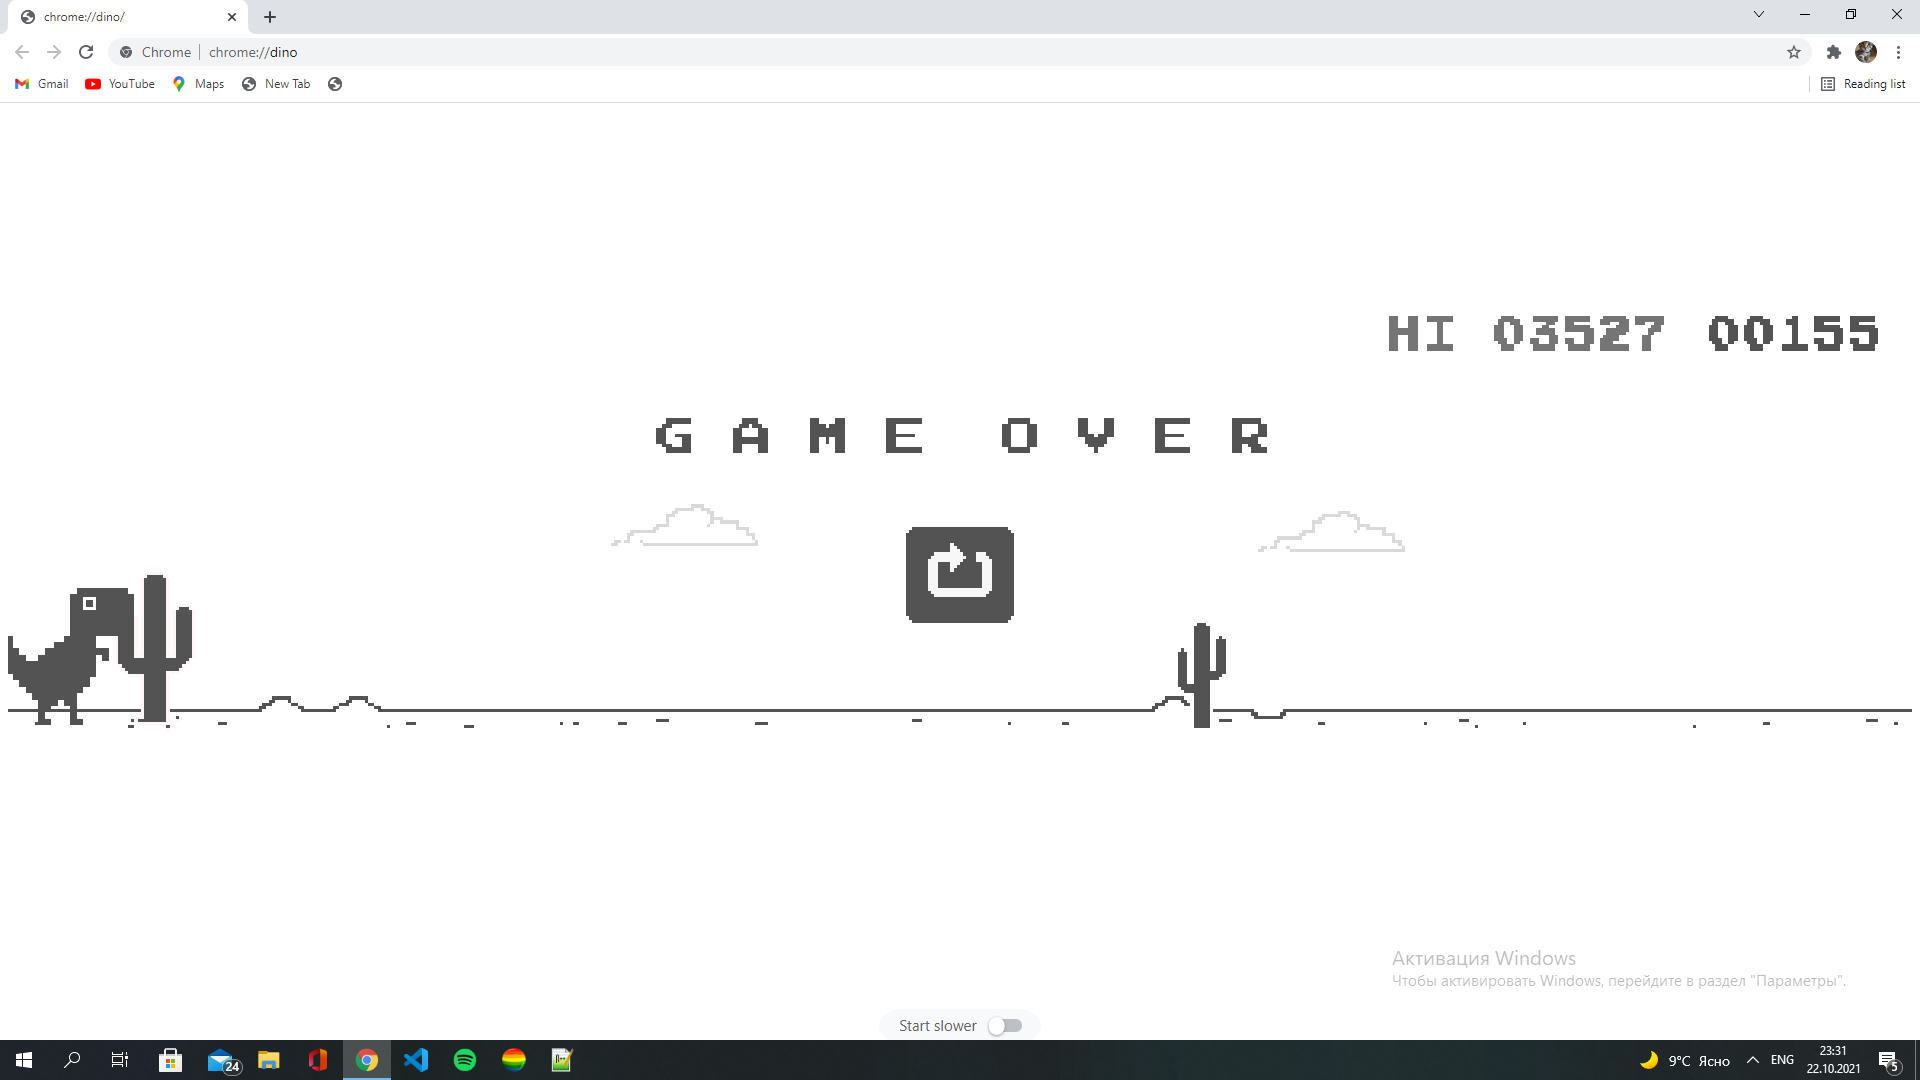 chrome://dino/
Chrome | chrome://dino
Gmail YouTube Maps New Tab Reading list
HI 03527 00155
GAME OVER
Активация Windows
Чтобы активировать Windows, перейдите в раздел "Параметры".
Start slower
24 9°C Ясно ENG 23:31
22.10.2021 5